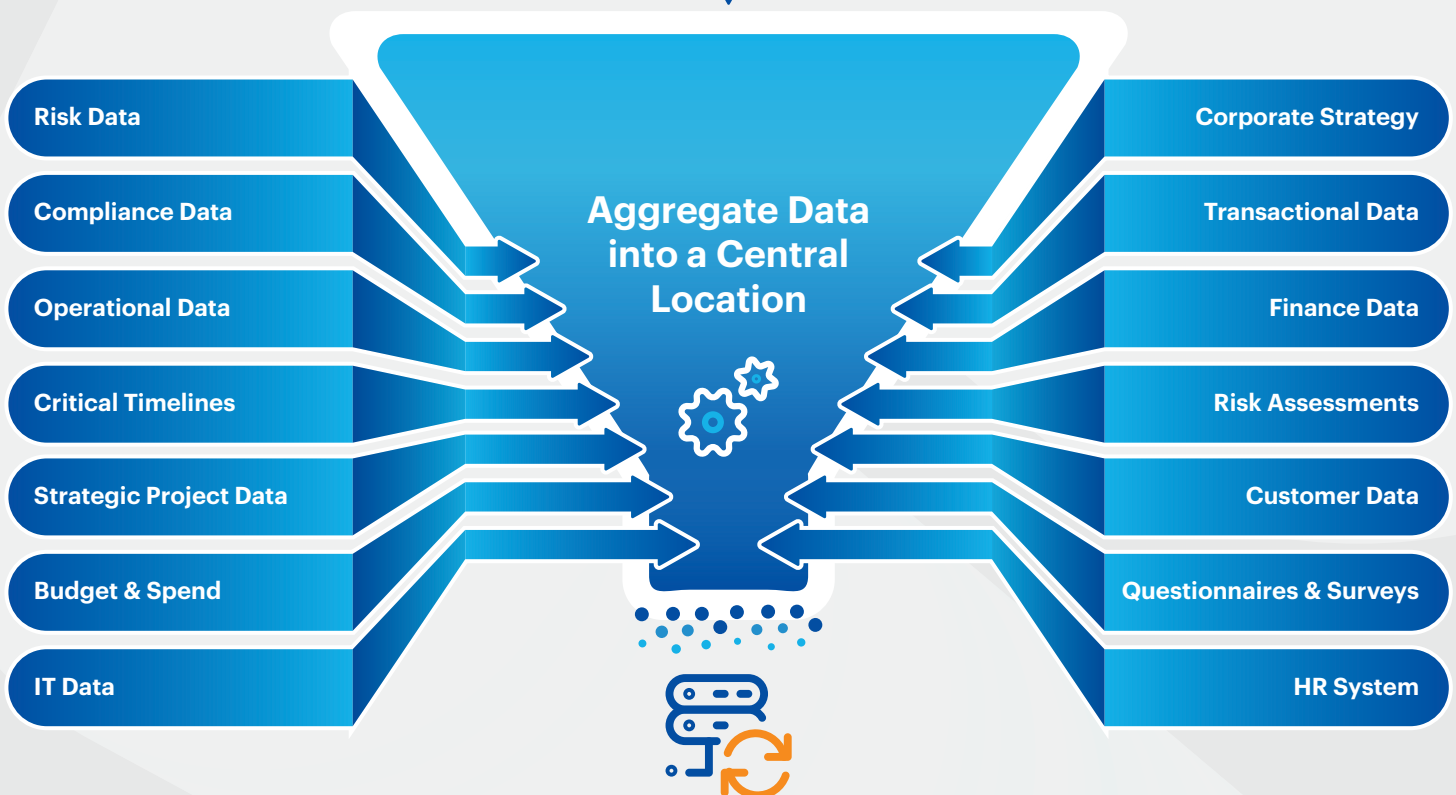 Risk Data
Compliance Data
Operational Data
Critical Timelines
Strategic Project Data
Budget & Spend
IT Data
Aggregate Data
into a Central
Location
Corporate Strategy
Transactional Data
Finance Data
Risk Assessments
Customer Data
Questionnaires & Surveys
HR System